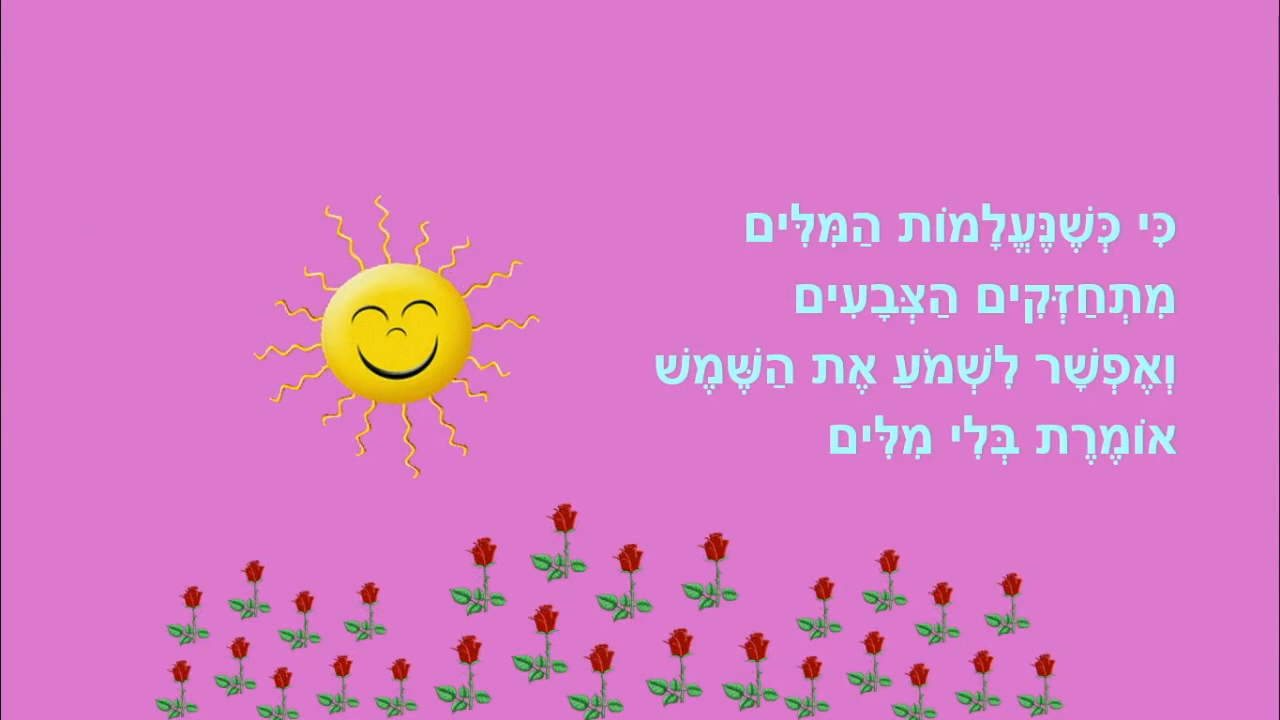 כִּי כְּשֶׁנֶּעֱלָמוֹת הַמִּלִּים
מִתְחַזְּקִים הַצְּבָעִים
וְאֶפְשָׁר לִשְׁמֹעַ אֶת הַשֶּׁמֶשׁ
אוֹמֶרֶת בְּלִי מִלִּים